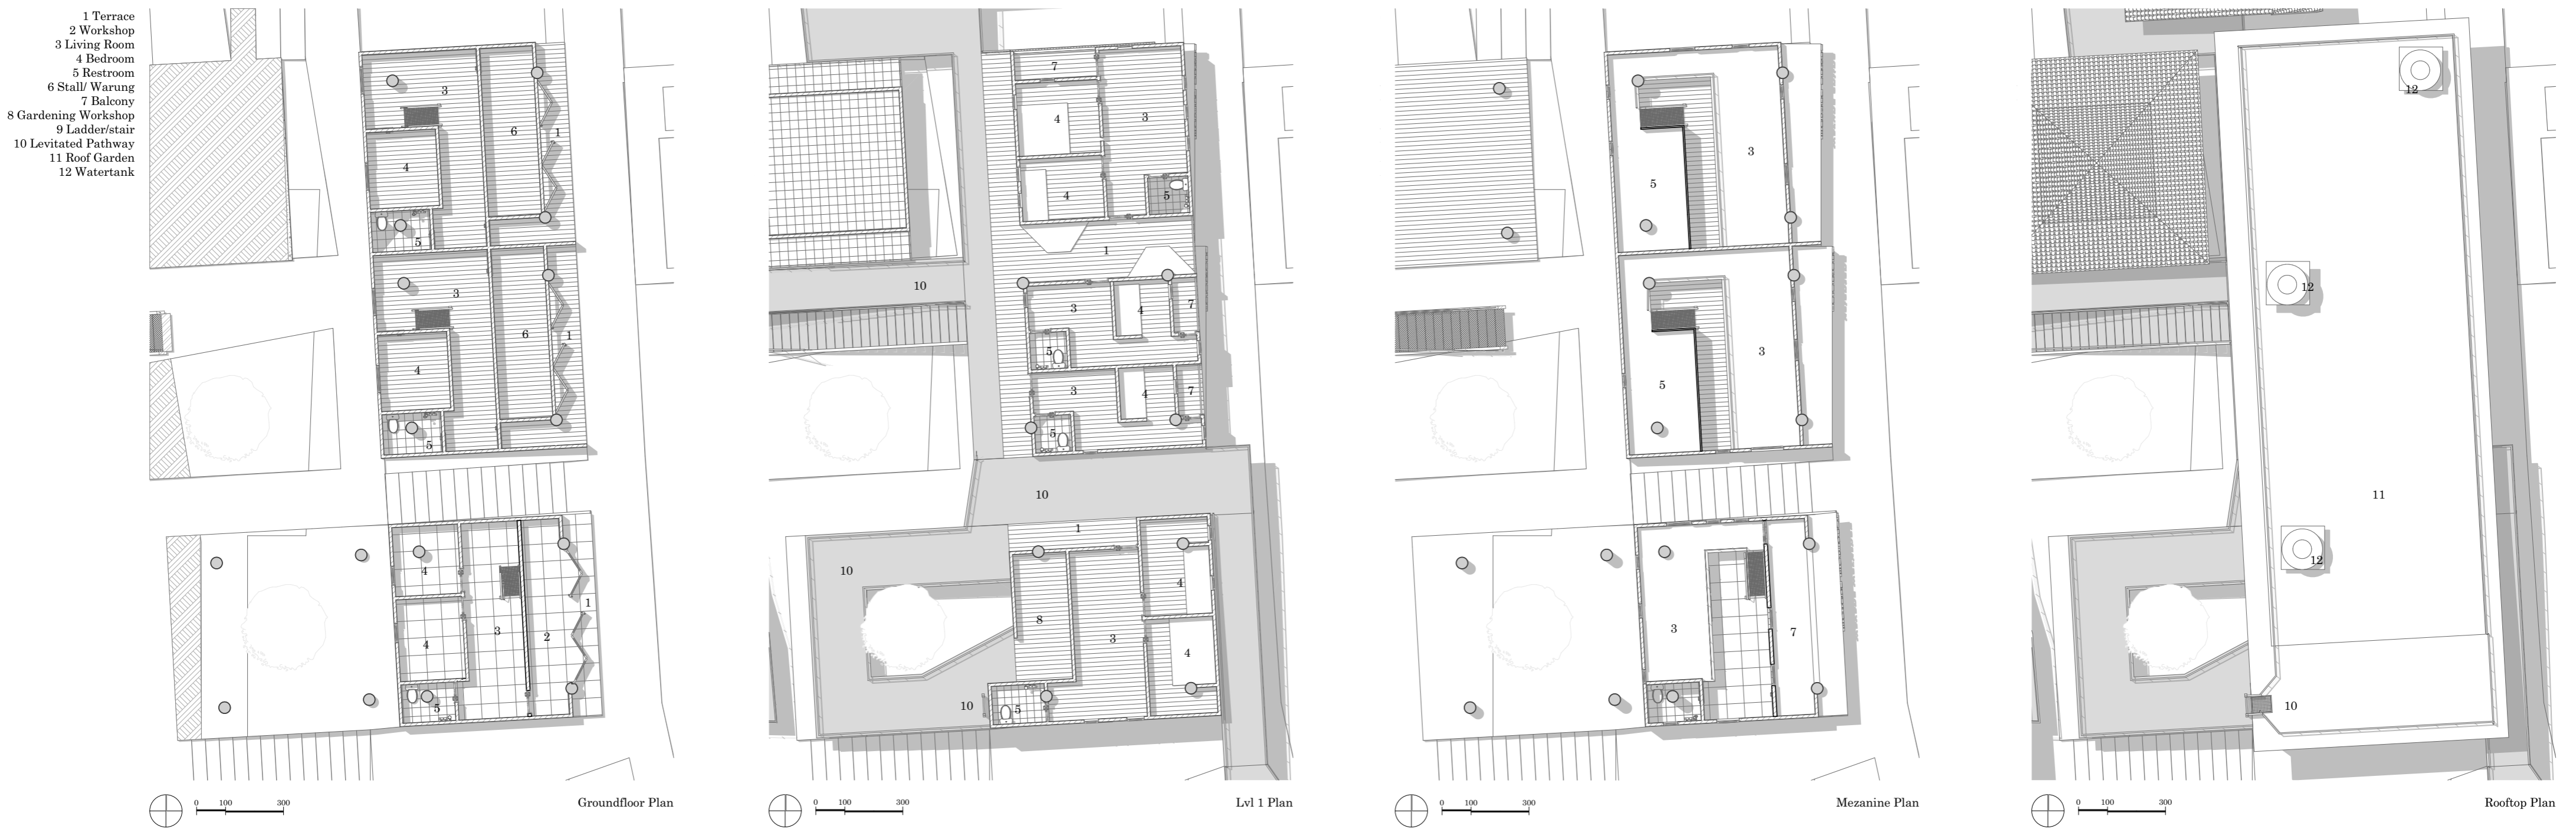 1 Terrace
2 Workshop
3 Living Room
4 Bedroom
5 Restroom
6 Stall/ Warung
7 Balcony
8 Gardening Workshop
9 Ladder/stair
10 Levitated Pathway
11 Roof Garden
12 Watertank
3
6
1
4
5
3
6
1
4
5
4
1
3
2
4
5
0 100 300
Groundfloor Plan
7
4
3
4
5
1
10
3
4
7
5
3
4
7
5
10
1
10
4
8
3
4
10
5
0 100 300
Lvl 1 Plan
3
5
3
5
3
7
0 100 300
Mezanine Plan
12
12
11
12
10
0 100 300
Rooftop Plan